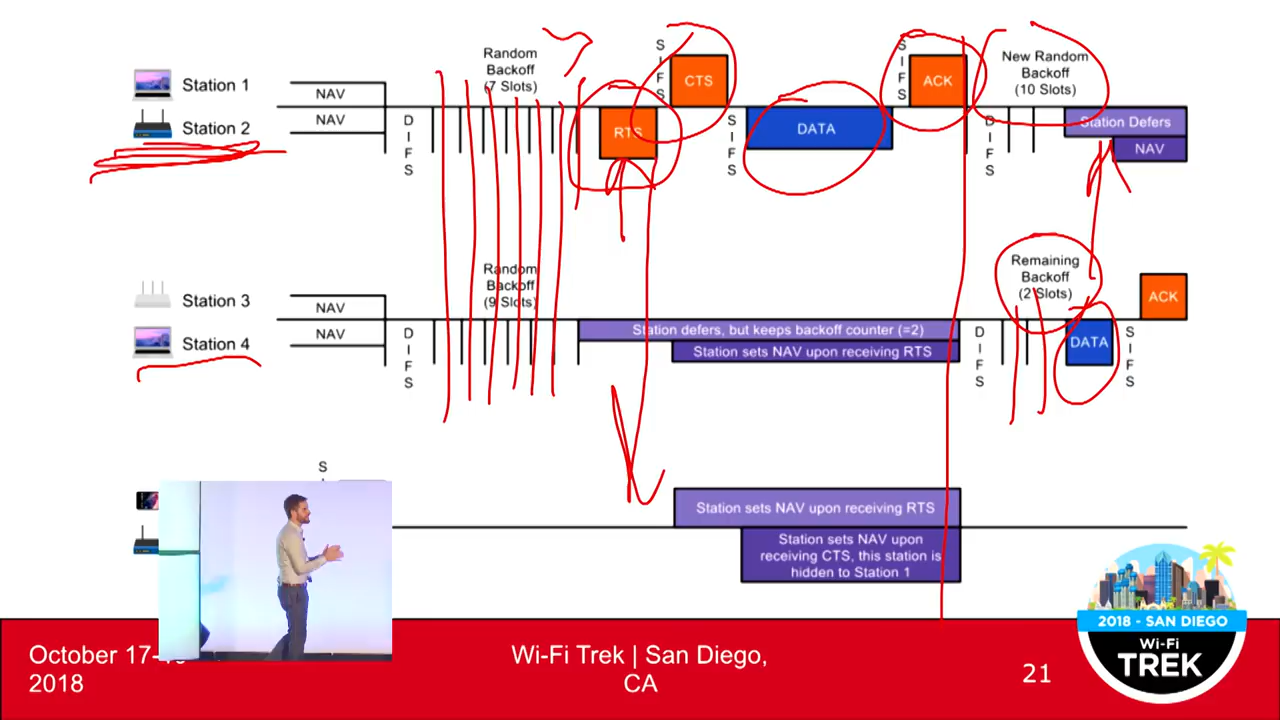 Station 1
Station 2
NAV
NAV
D
I
F
S
Random
Backoff
(7 Slots)
RTS
S
I
F
S
CTS
S
I
F
S
DATA
S
I
F
S
ACK
D
I
F
S
New Random
Backoff
(10 Slots)
Station Defers
NAV
Station 3
Station 4
NAV
NAV
D
I
F
S
Random
Backoff
(9 Slots)
Station defers, but keeps backoff counter (=2)
Station sets NAV upon receiving RTS
D
I
F
S
Remaining
Backoff
(2 Slots)
DATA
S
I
F
S
ACK
S
Station sets NAV upon receiving RTS
Station sets NAV upon
receiving CTS, this station is
hidden to Station 1
October 17-
2018
Wi-Fi Trek | San Diego,
CA
21
2018 - SAN DIEGO
Wi-Fi
TREK